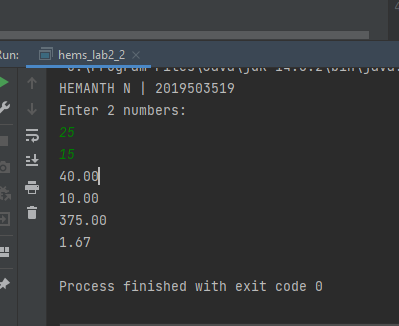 Run: hems_lab2_2
HEMANTH N | 2019503519
Enter 2 numbers:
25
15
40.00
10.00
375.00
1.67
Process finished with exit code 0